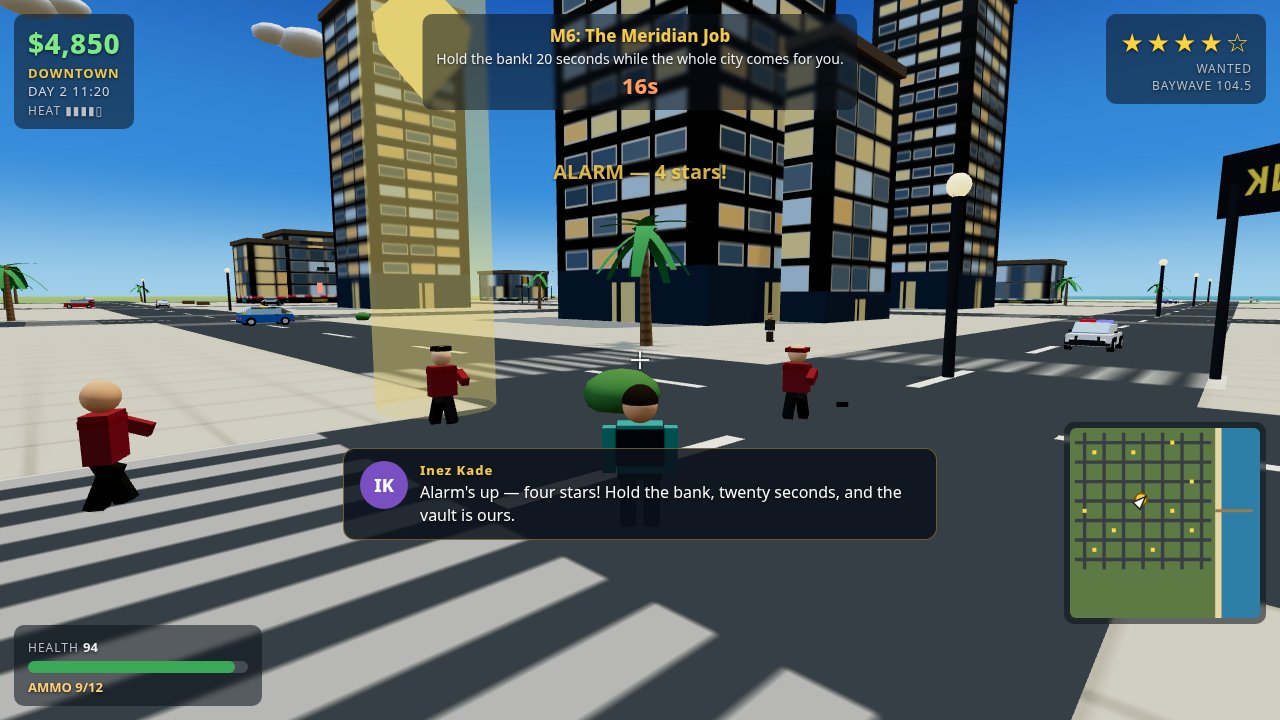 $4,850
DOWNTOWN
DAY 2 11:20
HEAT
M6: The Meridian Job
Hold the bank! 20 seconds while the whole city comes for you.
16s
WANTED
BAYWAVE 104.5
ALARM — 4 stars!
IK
Inez Kade
Alarm's up — four stars! Hold the bank, twenty seconds, and the
vault is ours.
HEALTH 94
AMMO 9/12